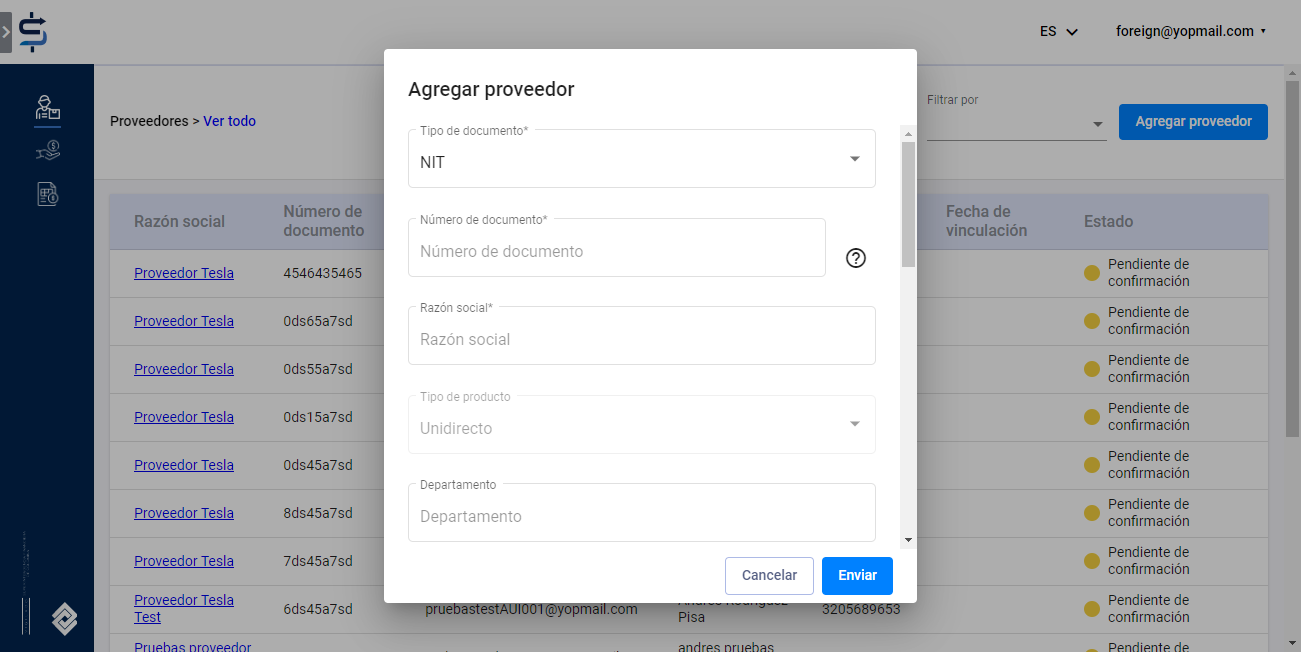 ES
foreign@yopmail.com
Proveedores > Ver todo
Filtrar por
Agregar proveedor
Razón social
Número de documento
Fecha de vinculación
Estado
Proveedor Tesla
4546435465
Pendiente de confirmación
Proveedor Tesla
0ds65a7sd
Pendiente de confirmación
Proveedor Tesla
0ds55a7sd
Pendiente de confirmación
Proveedor Tesla
0ds15a7sd
Pendiente de confirmación
Proveedor Tesla
0ds45a7sd
Pendiente de confirmación
Proveedor Tesla
8ds45a7sd
Pendiente de confirmación
Proveedor Tesla
7ds45a7sd
Pendiente de confirmación
Proveedor Tesla Test
6ds45a7sd
pruebastestAUI001@yopmail.com
Andres Rodriguez Pisa
3205689653
Pendiente de confirmación
Pruebas proveedor
andres pruebas
Pendiente de
Agregar proveedor
Tipo de documento*
NIT
Número de documento*
Número de documento
Razón social*
Razón social
Tipo de producto
Unidirecto
Departamento
Departamento
Cancelar
Enviar